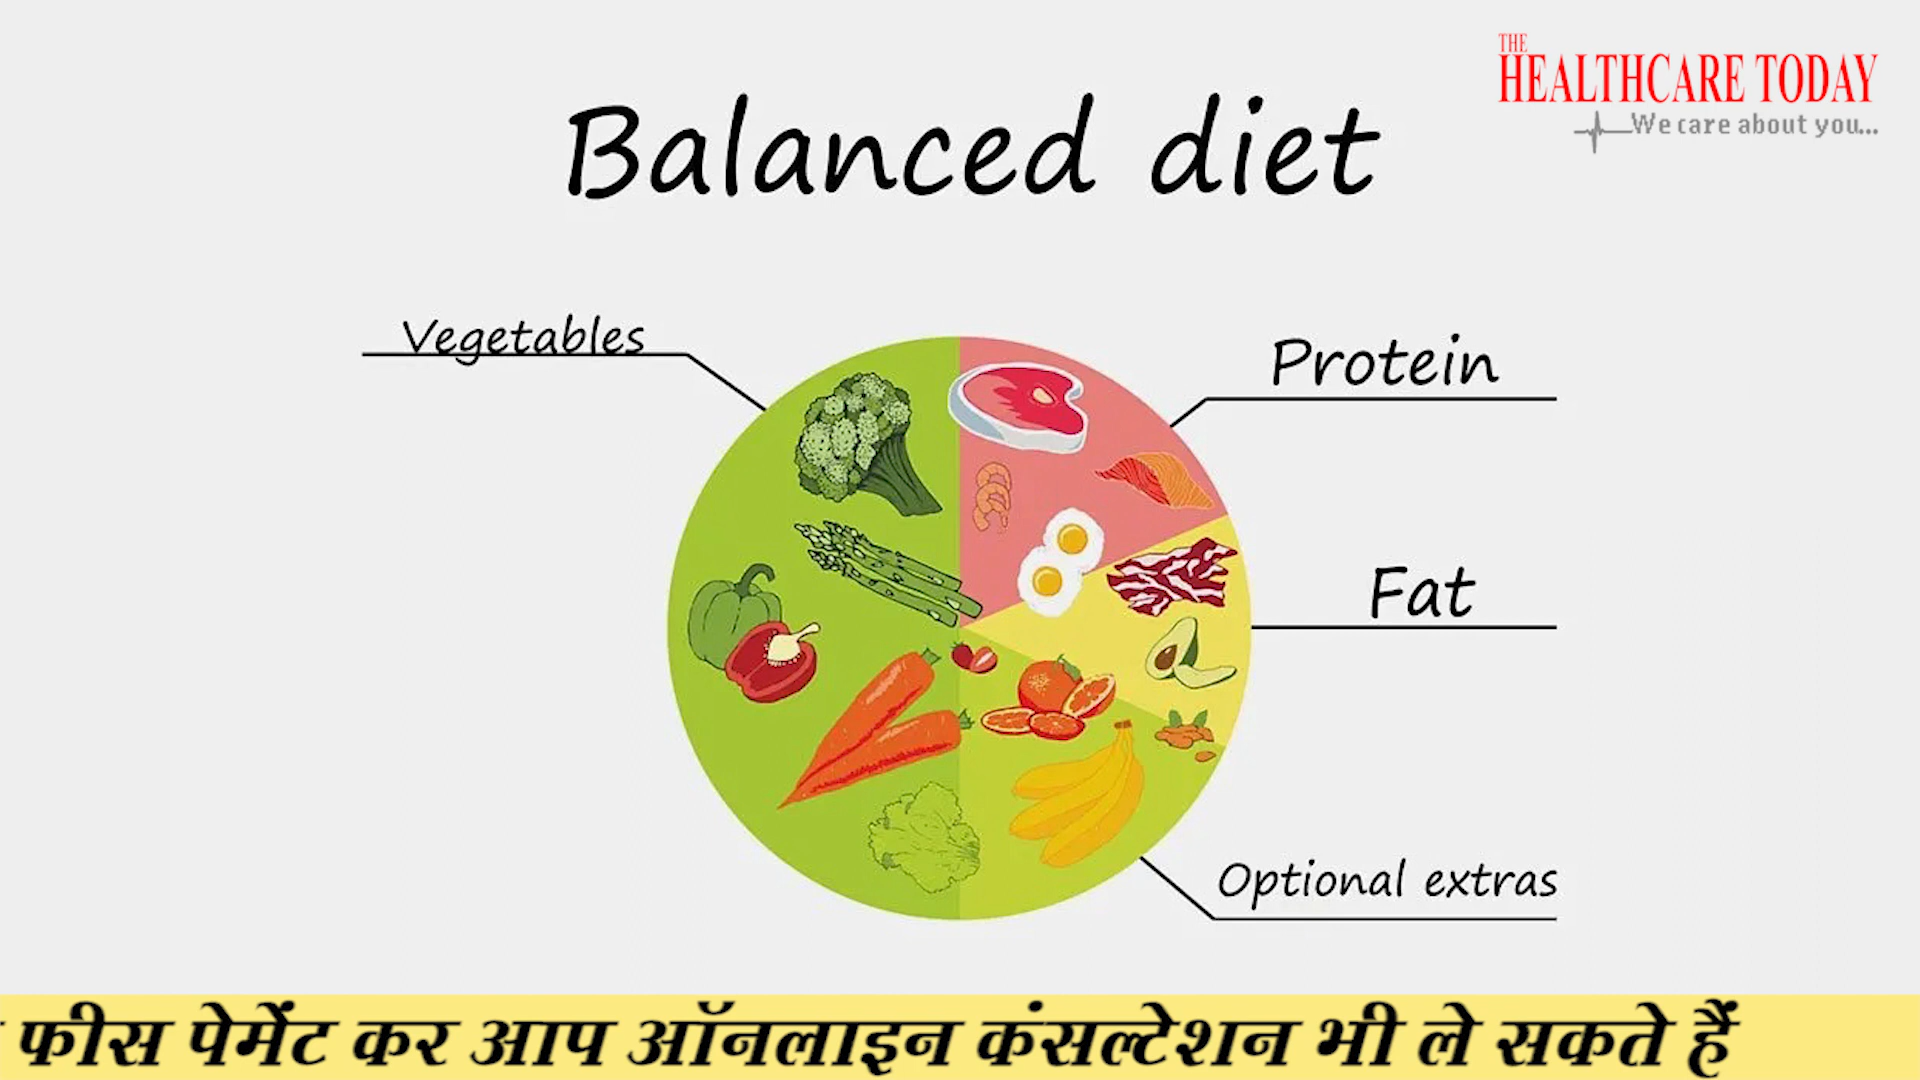 THE
HEALTHCARE TODAY
We care about you...
Balanced diet
Vegetables
Protein
Fat
Optional extras
फीस पेमेंट कर आप ऑनलाइन कंसल्टेशन भी ले सकते हैं